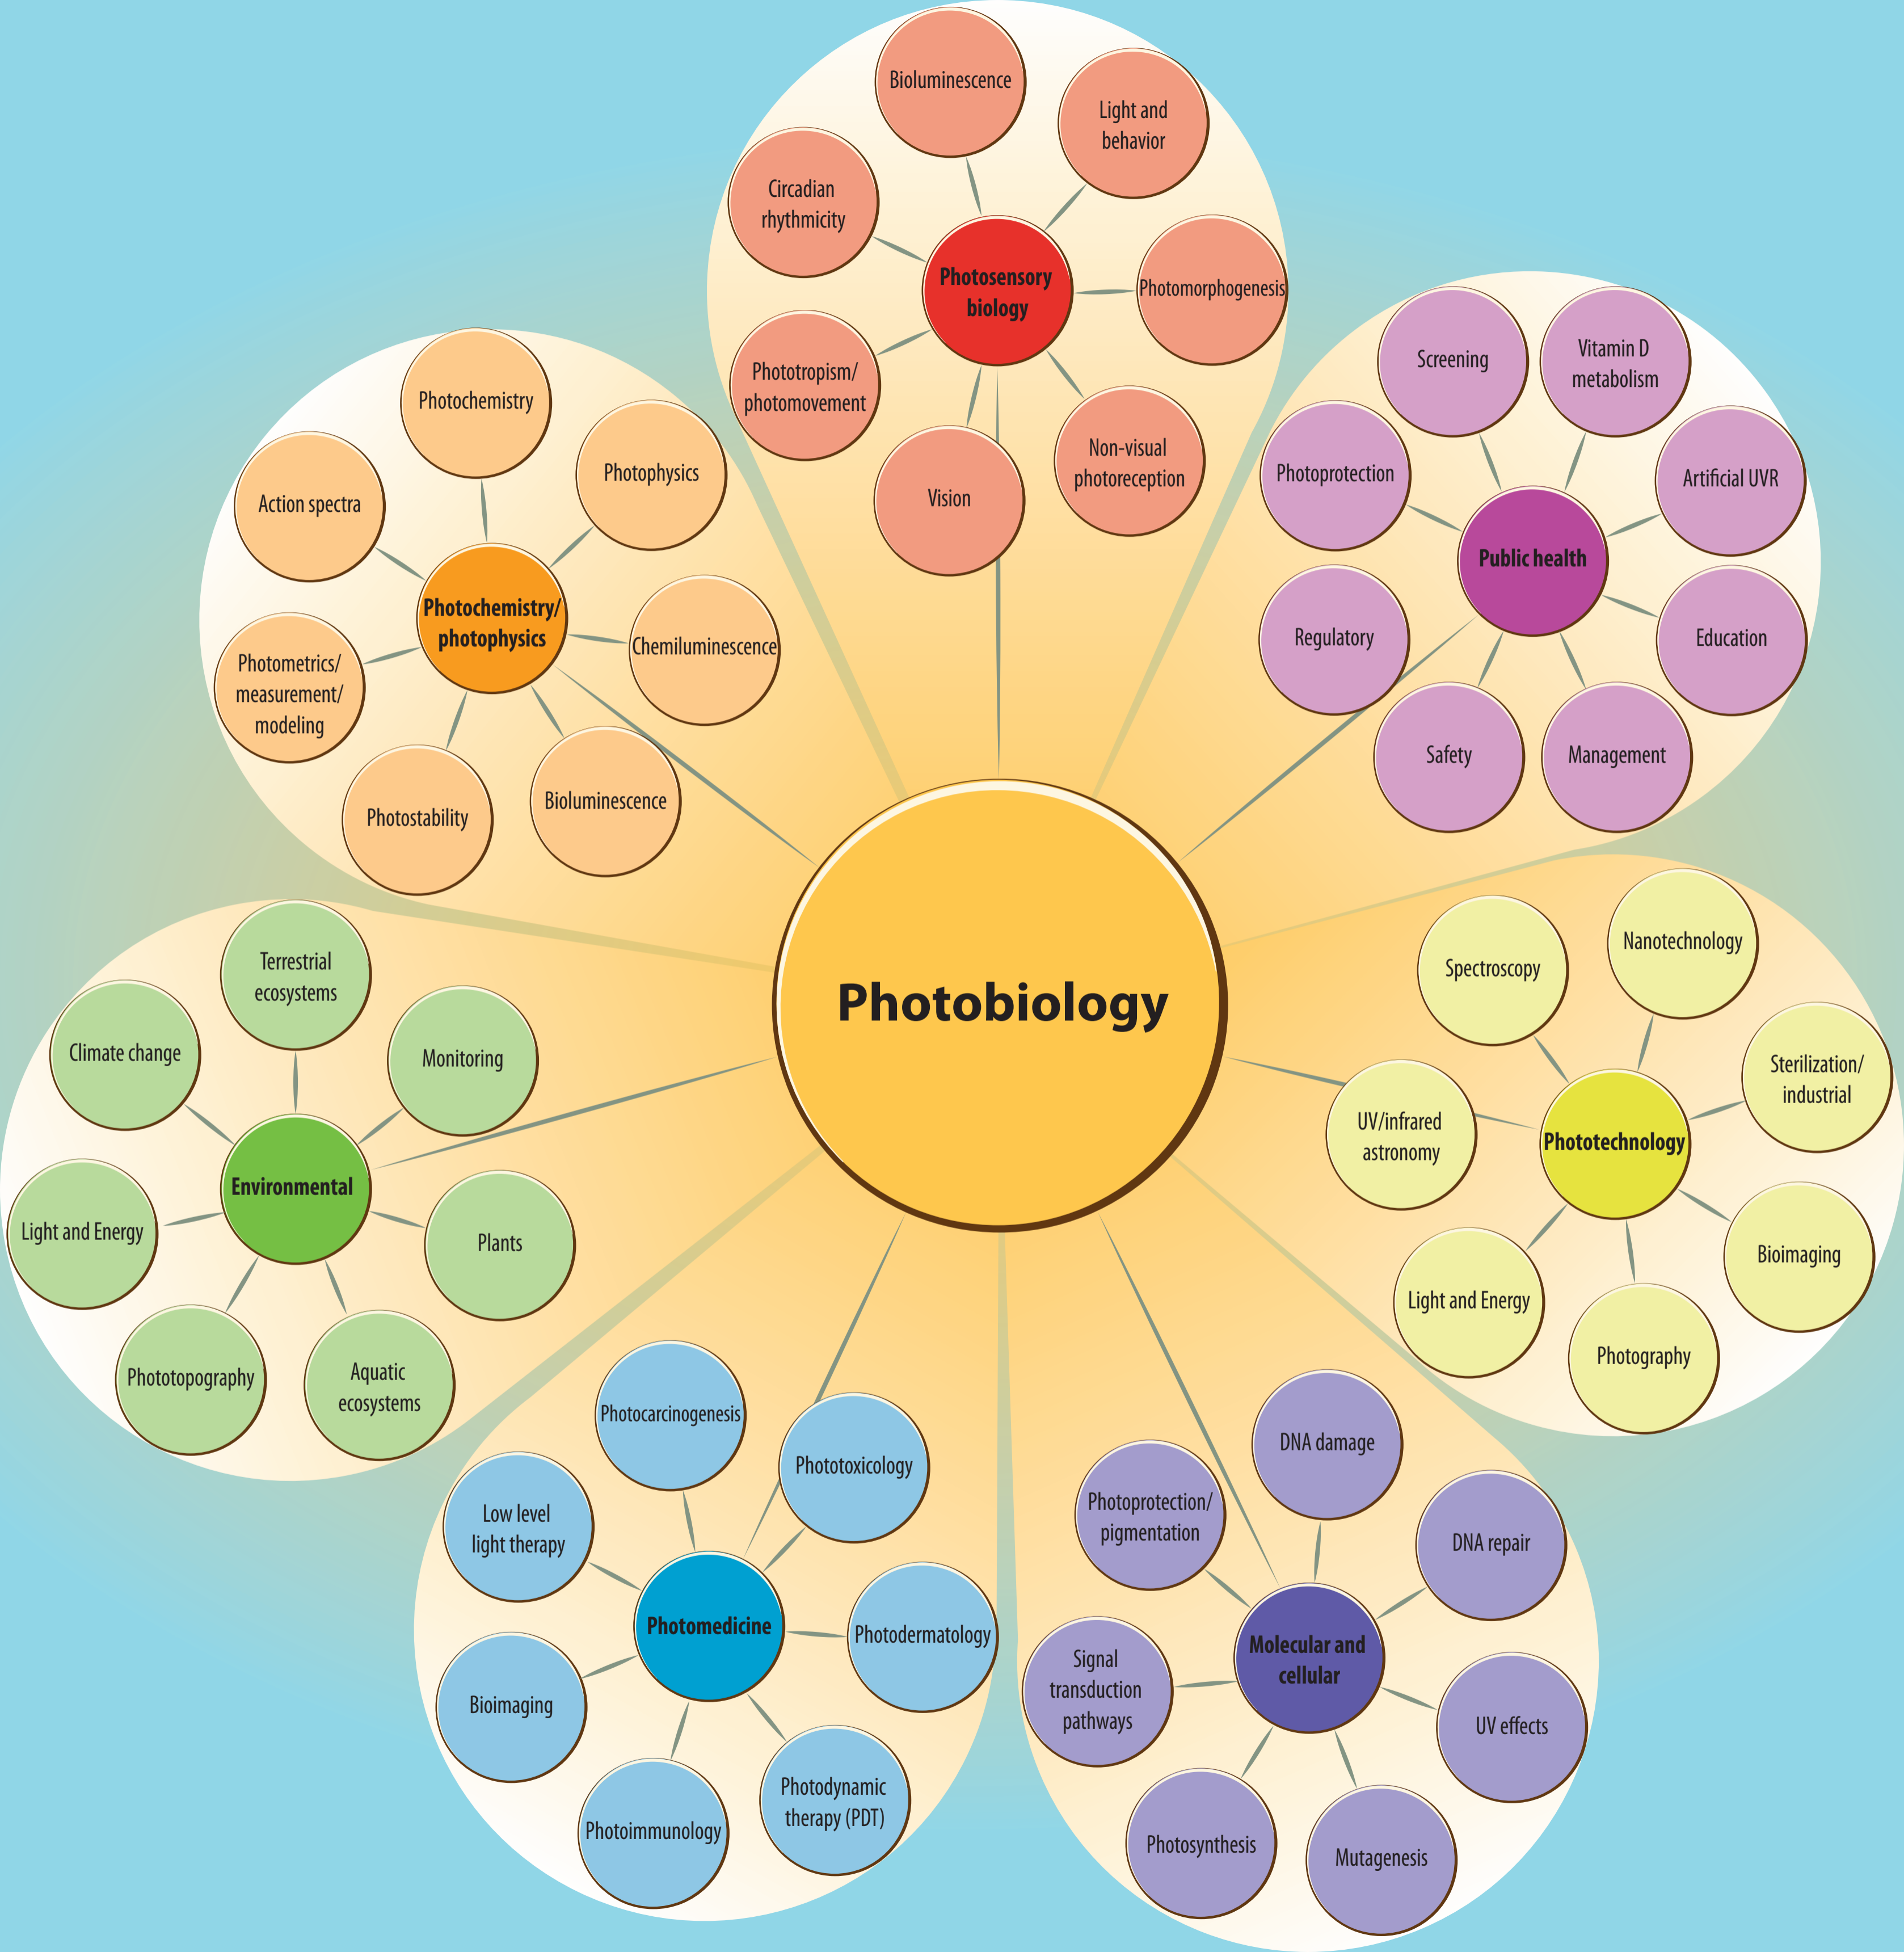 Photobiology
Photosensory
biology
Bioluminescence
Light and
behavior
Photomorphogenesis
Non-visual
photoreception
Vision
Phototropism/
photomovement
Circadian
rhythmicity
Public health
Screening
Vitamin D
metabolism
Artificial UVR
Education
Management
Safety
Regulatory
Photoprotection
Phototechnology
Spectroscopy
Nanotechnology
Sterilization/
industrial
Bioimaging
Photography
Light and Energy
UV/infrared
astronomy
Molecular and
cellular
DNA damage
DNA repair
UV effects
Mutagenesis
Photosynthesis
Signal
transduction
pathways
Photoprotection/
pigmentation
Photomedicine
Photocarcinogenesis
Phototoxicology
Photodermatology
Photodynamic
therapy (PDT)
Photoimmunology
Bioimaging
Low level
light therapy
Environmental
Terrestrial
ecosystems
Monitoring
Plants
Aquatic
ecosystems
Phototopography
Light and Energy
Climate change
Photochemistry/
photophysics
Photochemistry
Photophysics
Chemiluminescence
Bioluminescence
Photostability
Photometrics/
measurement/
modeling
Action spectra